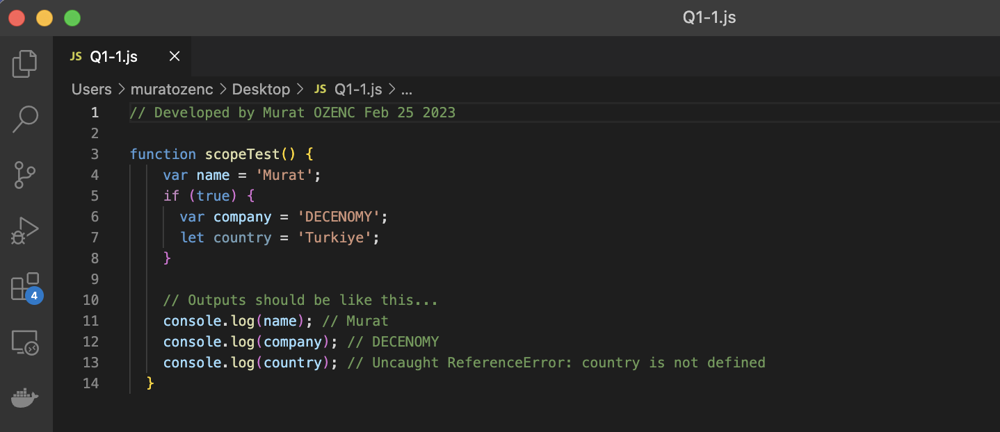 Q1-1.js
JS Q1-1.js
Users > muratozenc > Desktop > JS Q1-1.js > ...
1 // Developed by Murat OZENC Feb 25 2023
2
3 function scopeTest() {
4     var name = 'Murat';
5     if (true) {
6       var company = 'DECENOMY';
7       let country = 'Turkiye';
8     }
9
10     // Outputs should be like this...
11     console.log(name); // Murat
12     console.log(company); // DECENOMY
13     console.log(country); // Uncaught ReferenceError: country is not defined
14   }
4